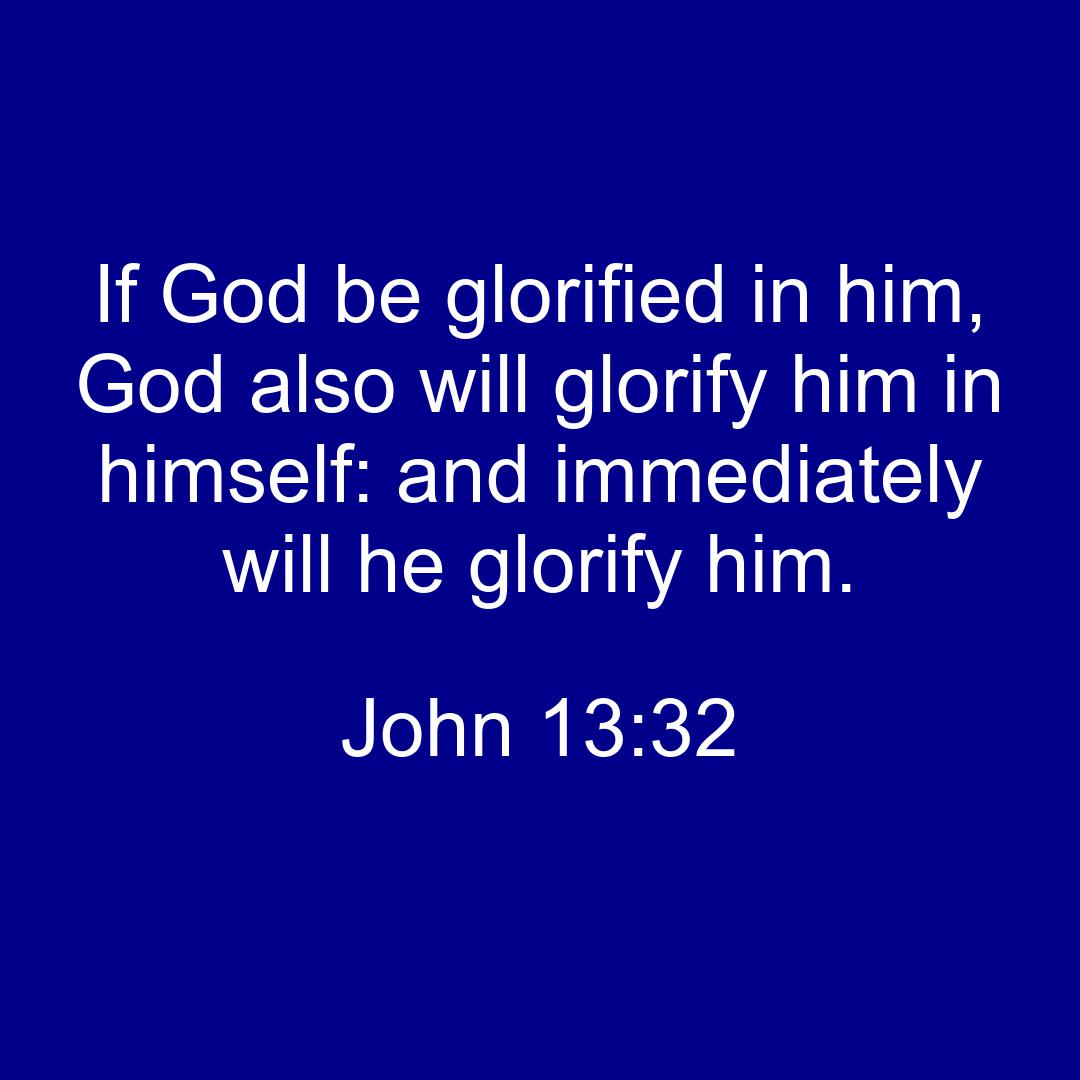 If God be glorified in him,
God also will glorify him in
himself: and immediately
will he glorify him.
John 13:32